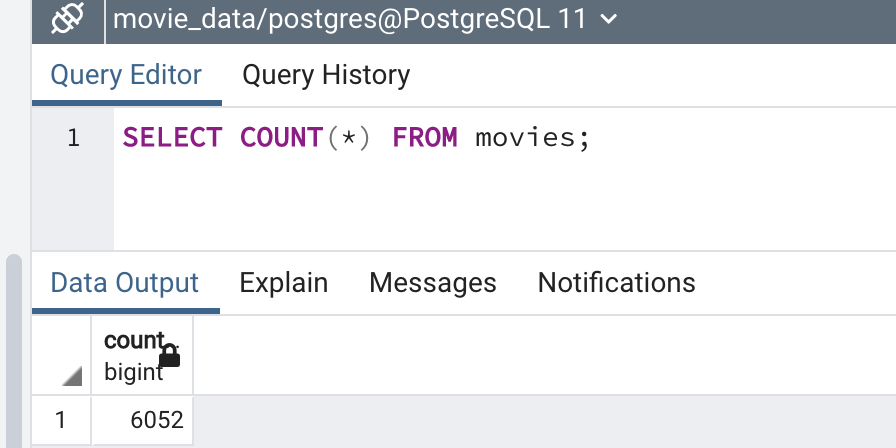 movie_data/postgres@PostgreSQL 11
Query Editor Query History
1 SELECT COUNT(*) FROM movies;
Data Output Explain Messages Notifications
count
bigint
1 6052